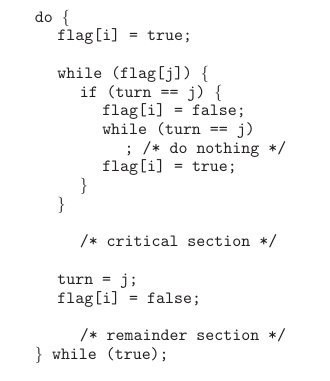 do {
flag[i] = true;
while (flag[j]) {
if (turn == j) {
flag[i] = false;
while (turn == j)
; /* do nothing */
flag[i] = true;
}
}
/* critical section */
turn = j;
flag[i] = false;
/* remainder section */
} while (true);